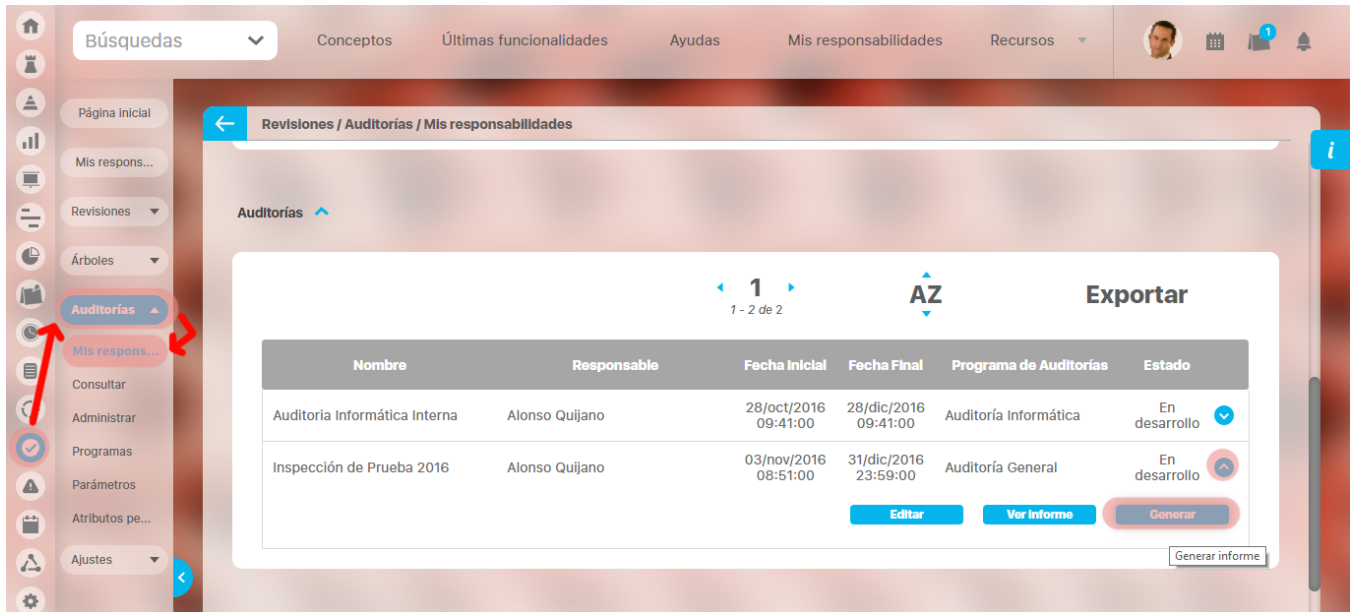 Búsquedas
Conceptos
Últimas funcionalidades
Ayudas
Mis responsabilidades
Recursos
1
Página inicial
Mis respons...
Revisiones
Árboles
Auditorías
Mis respons...
Consultar
Administrar
Programas
Parámetros
Atributos pe...
Ajustes
Revisiones / Auditorías / Mis responsabilidades
i
Auditorías
1
1 - 2 de 2
AZ
Exportar
Nombre Responsable Fecha Inicial Fecha Final Programa de Auditorías Estado
Auditoria Informática Interna Alonso Quijano 28/oct/2016 09:41:00 28/dic/2016 09:41:00 Auditoría Informática En desarrollo
Inspección de Prueba 2016 Alonso Quijano 03/nov/2016 08:51:00 31/dic/2016 23:59:00 Auditoría General En desarrollo
Editar
Ver informe
Generar
Generar informe